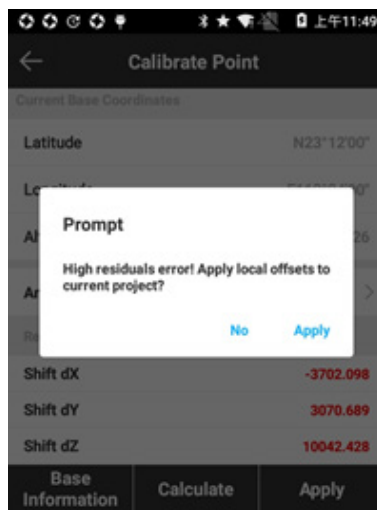 上午11:49
Calibrate Point
Current Base Coordinates
Latitude N23°12'00"
Prompt
High residuals error! Apply local offsets to
current project?
No Apply
Shift dX -3702.098
Shift dY 3070.689
Shift dZ 10042.428
Base
Information Calculate Apply